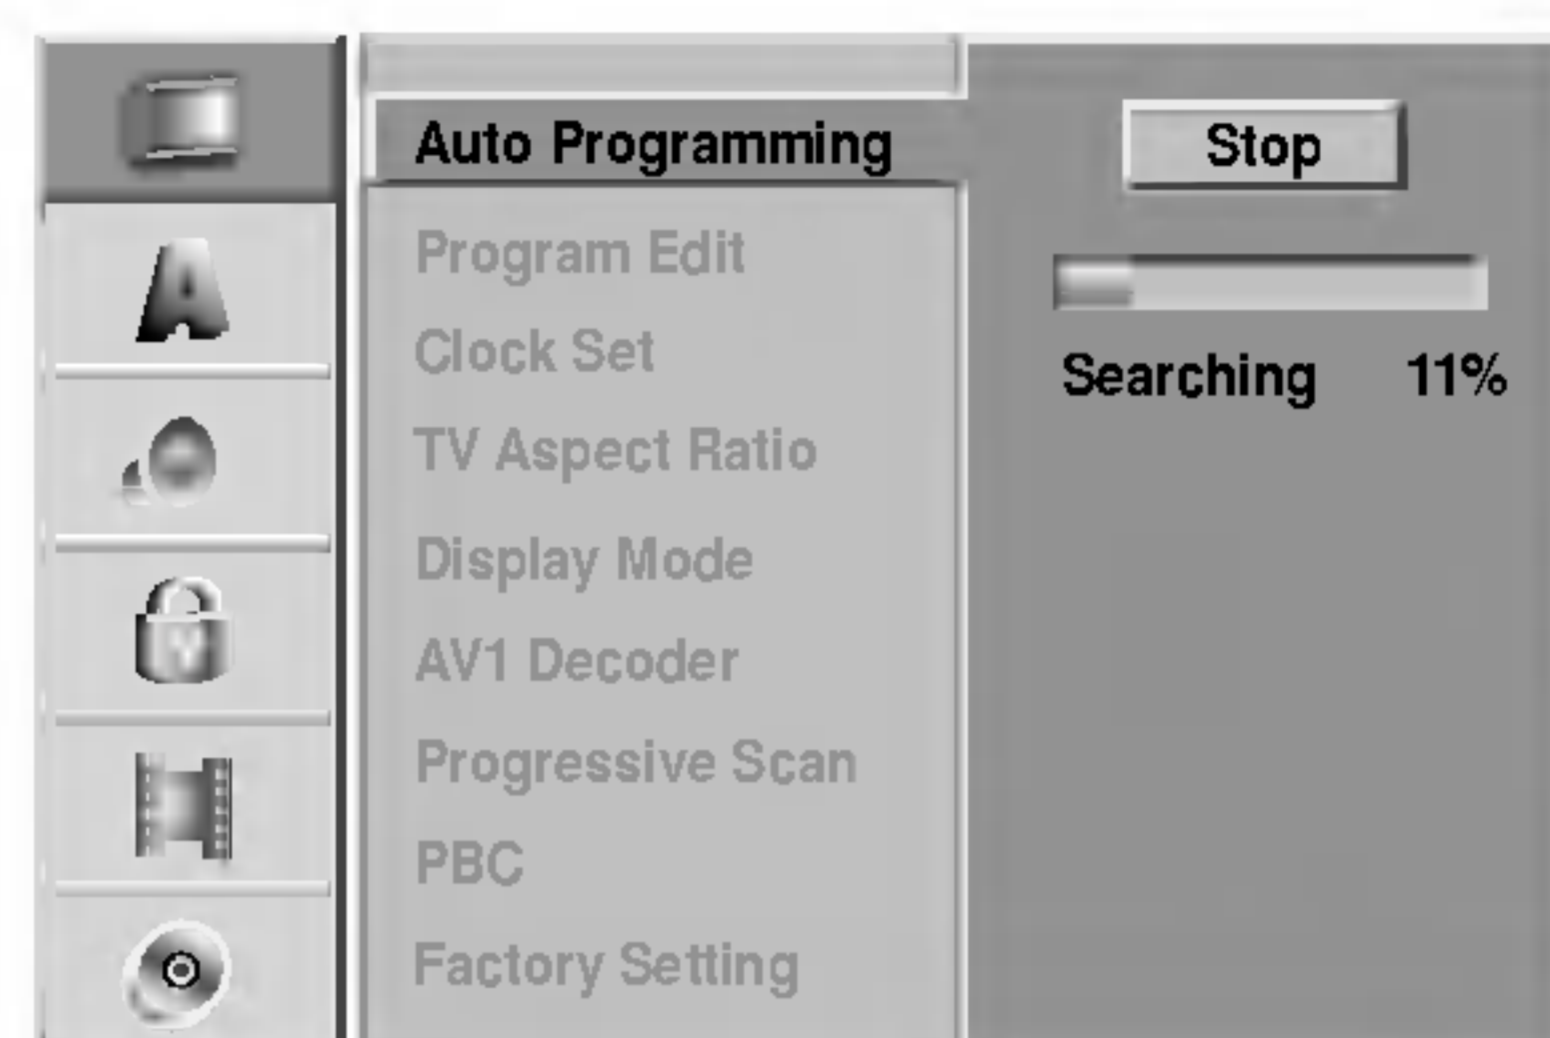 Auto Programming
Stop
Program Edit
Clock Set
Searching 11%
TV Aspect Ratio
Display Mode
AV1 Decoder
Progressive Scan
PBC
Factory Setting